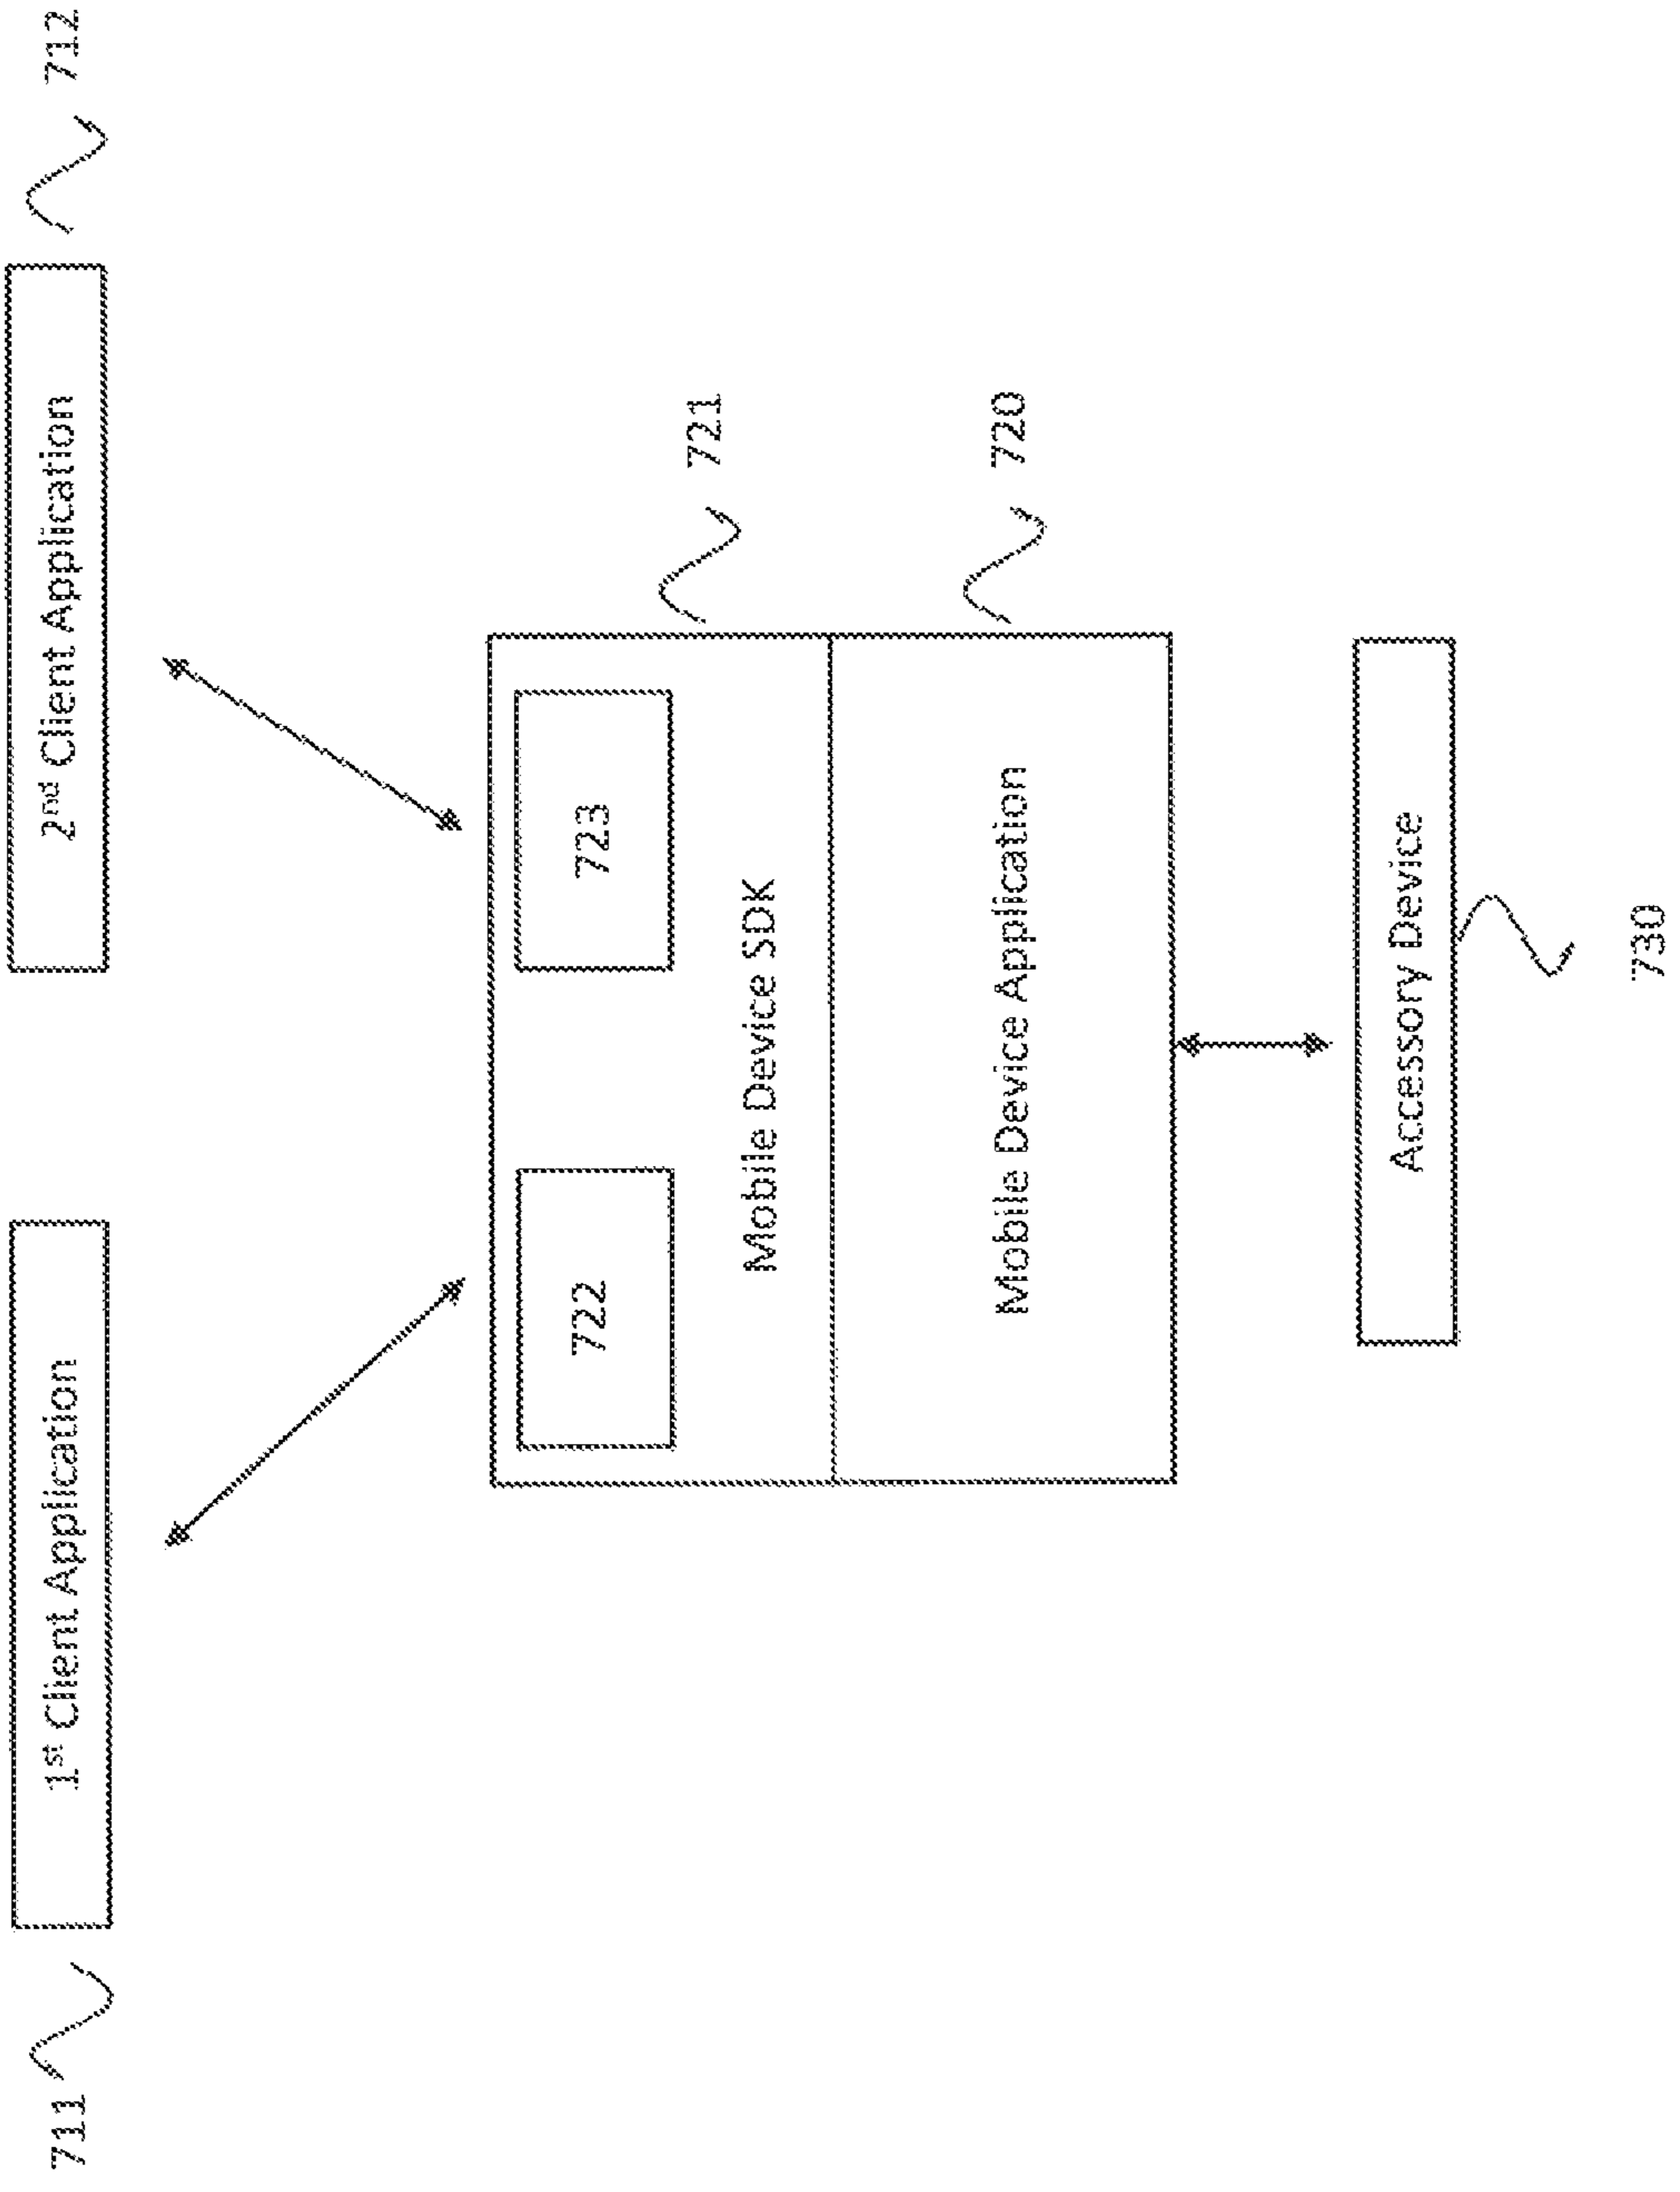 711
1st Client Application
2nd Client Application
712
722
723
721
Mobile Device SDK
Mobile Device Application
720
Accessory Device
730